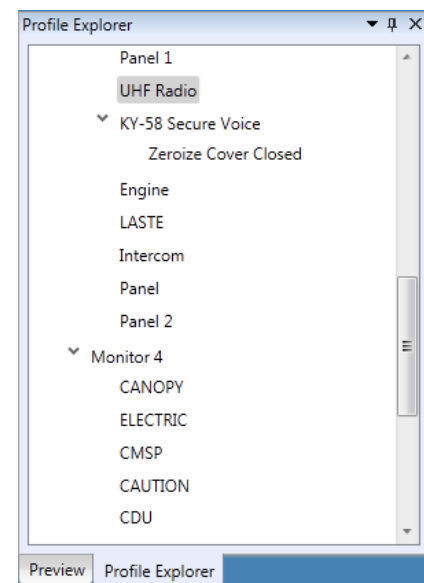 Profile Explorer
Panel 1
UHF Radio
KY-58 Secure Voice
Zeroize Cover Closed
Engine
LASTE
Intercom
Panel
Panel 2
Monitor 4
CANOPY
ELECTRIC
CMSP
CAUTION
CDU
Preview Profile Explorer